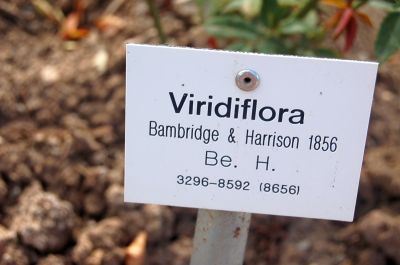 Viridiflora
Bambridge & Harrison 1856
Be. H.
3296-8592 (8656)